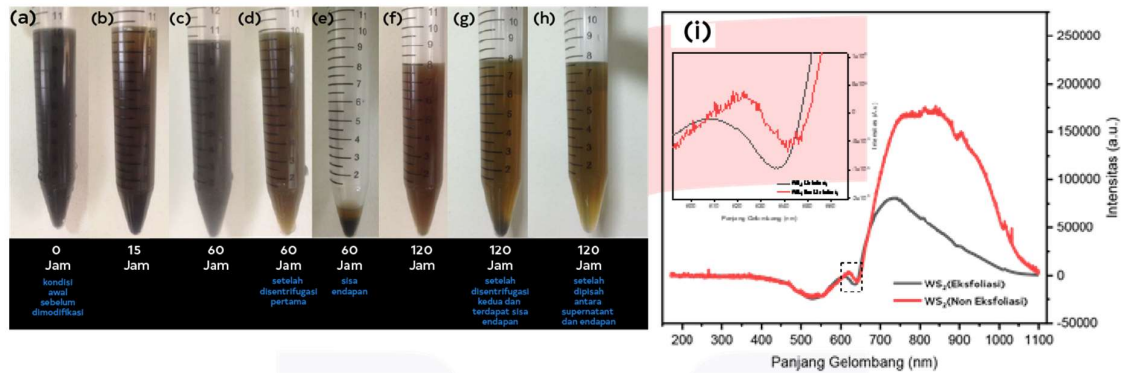 (a)
(b)
(c)
(d)
(e)
(f)
(g)
(h)
0
Jam
kondisi
awal
sebelum
dimodifikasi
15
Jam
60
Jam
60
Jam
setelah
disentrifugasi
pertama
60
Jam
sisa
endapan
120
Jam
120
Jam
setelah
disentrifugasi
kedua dan
terdapat sisa
endapan
120
Jam
setelah
dipisah
antara
supernatant
dan endapan
(i)
Intensitas (a.u.)
Panjang Gelombang (nm)
250000
200000
150000
100000
50000
0
-50000
Intensitas (a.u.)
WS₂(Eksfoliasi)
WS₂(Non Eksfoliasi)
200 300 400 500 600 700 800 900 1000 1100
Panjang Gelombang (nm)